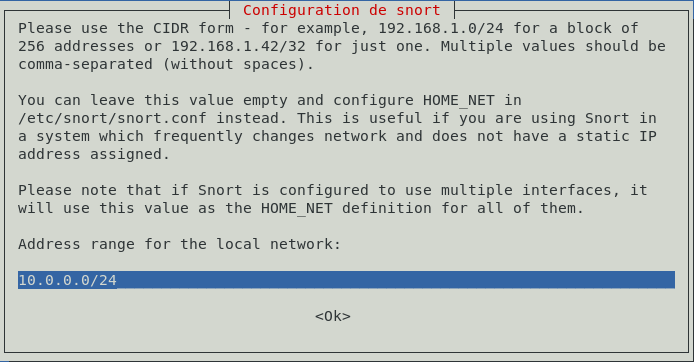 Configuration de snort
Please use the CIDR form - for example, 192.168.1.0/24 for a block of
256 addresses or 192.168.1.42/32 for just one. Multiple values should be
comma-separated (without spaces).
You can leave this value empty and configure HOME_NET in
/etc/snort/snort.conf instead. This is useful if you are using Snort in
a system which frequently changes network and does not have a static IP
address assigned.
Please note that if Snort is configured to use multiple interfaces, it
will use this value as the HOME_NET definition for all of them.
Address range for the local network:
10.0.0.0/24
<Ok>